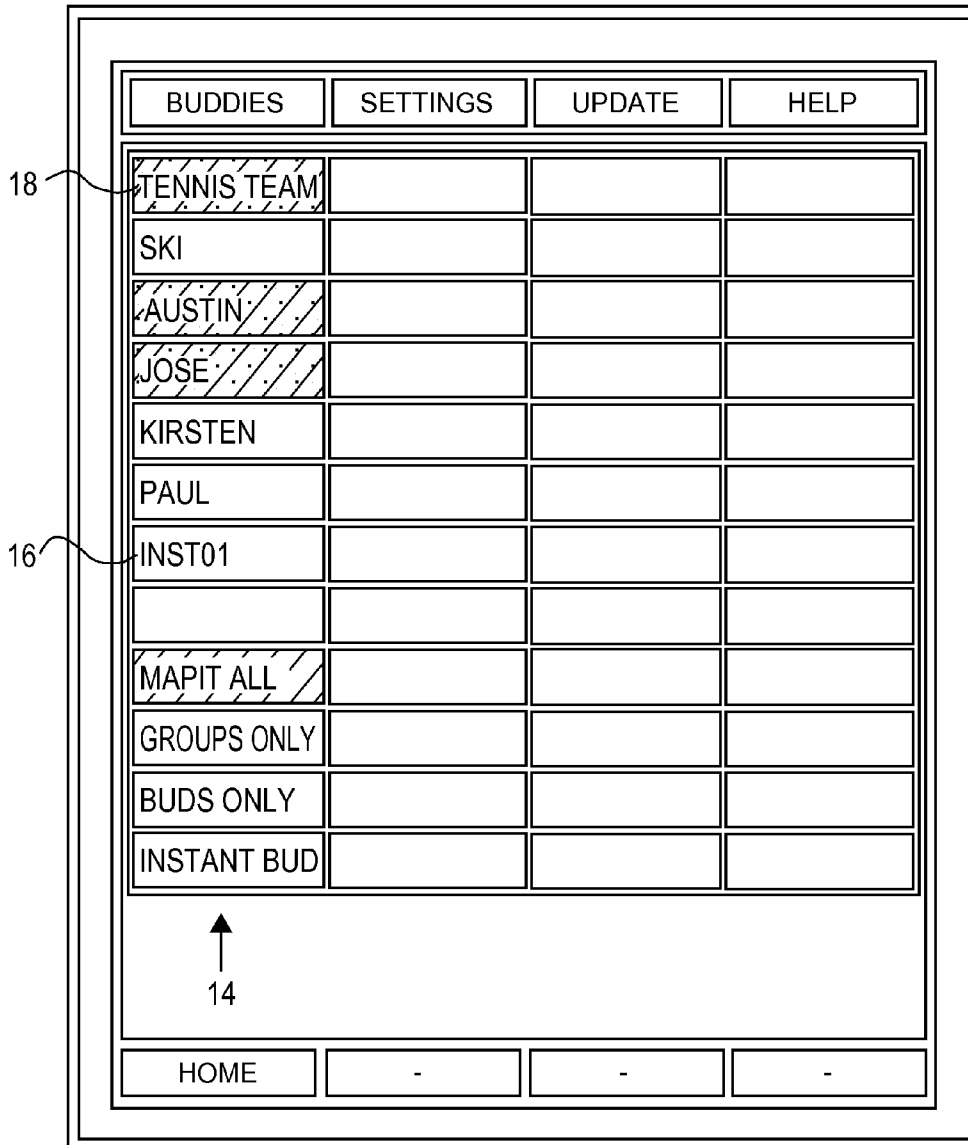 BUDDIES SETTINGS UPDATE HELP
18 TENNIS TEAM
SKI
AUSTIN
JOSE
KIRSTEN
PAUL
16 INST01
MAPIT ALL
GROUPS ONLY
BUDS ONLY
INSTANT BUD
14
HOME - - -